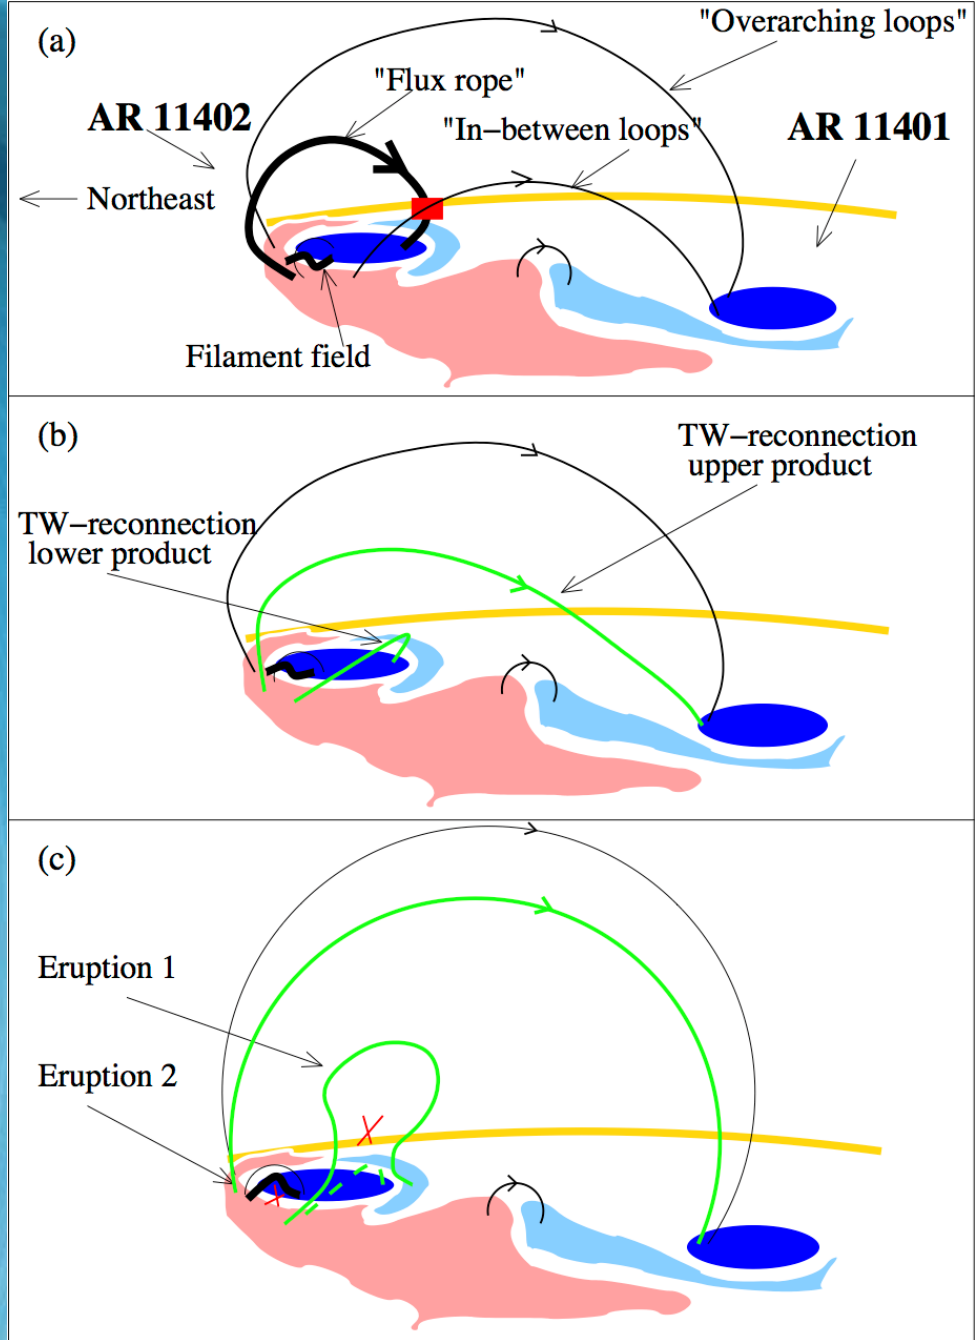 (a)
"Overarching loops"
"Flux rope"
AR 11402
"In−between loops"
AR 11401
Northeast
Filament field
(b)
TW−reconnection
upper product
TW−reconnection
lower product
(c)
Eruption 1
Eruption 2